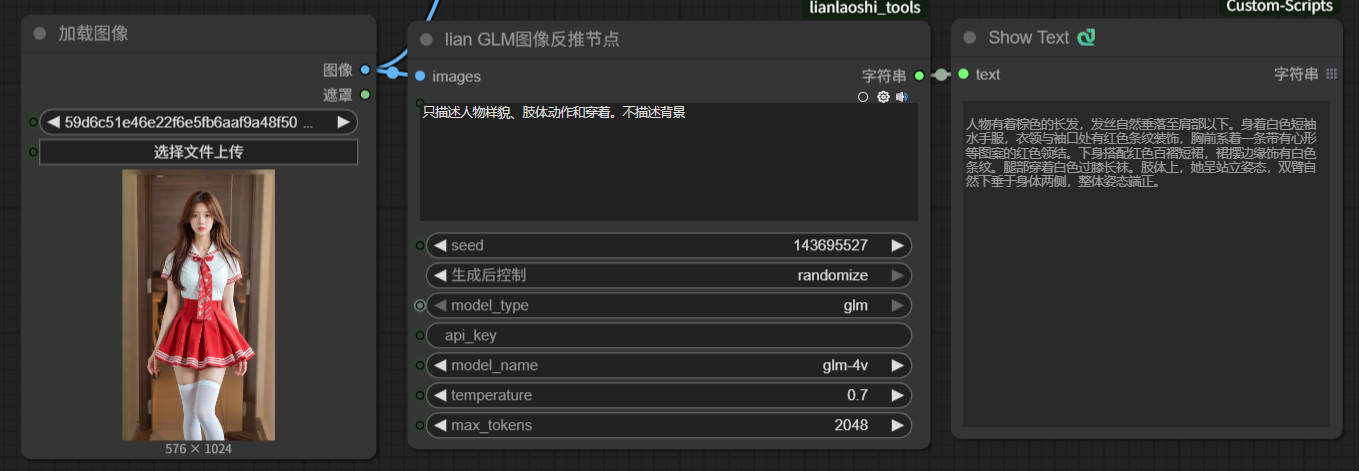 lianlaoshi_tools
Custom-Scripts
加载图像
图像
遮罩
59d6c51e46e22f6e5fb6aaf9a48f50 ...
选择文件上传
576 × 1024
lian GLM图像反推节点
images
字符串
只描述人物样貌、肢体动作和穿着。不描述背景
seed 143695527
生成后控制 randomize
model_type glm
api_key
model_name glm-4v
temperature 0.7
max_tokens 2048
Show Text
text
字符串
人物有着棕色的长发，发丝自然垂落至肩部以下。身着白色短袖
水手服，衣领与袖口处有红色条纹装饰，胸前系着一条带有心形
等图案的红色领结。下身搭配红色百褶短裙，裙摆边缘饰有白色
条纹。腿部穿着白色过膝长袜。肢体上，她呈站立姿态，双臂自
然下垂于身体两侧，整体姿态端正。